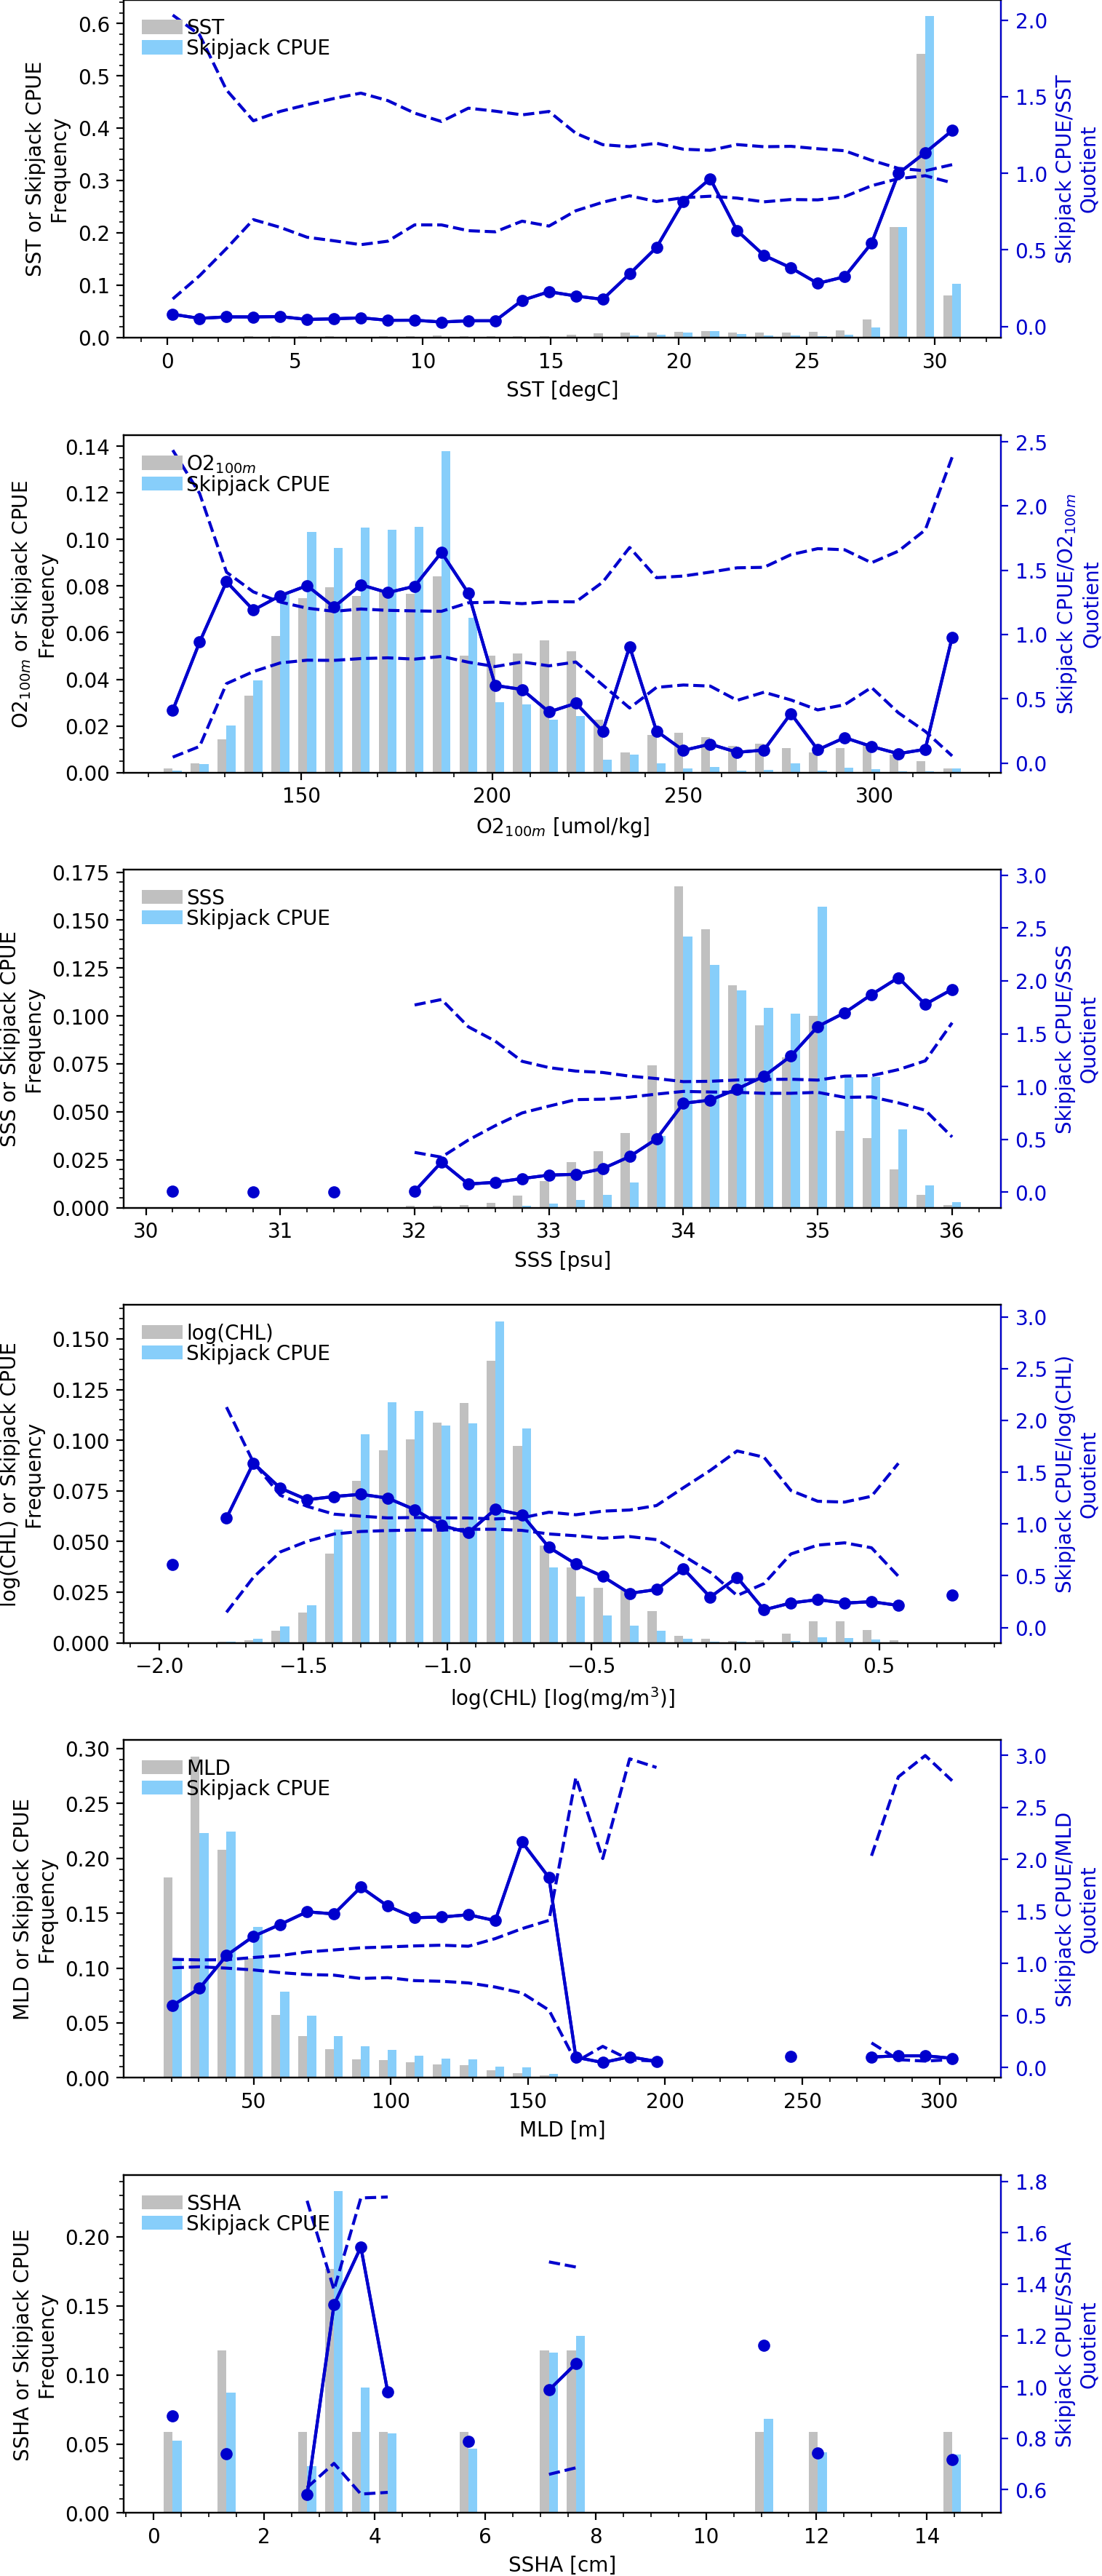 SST
Skipjack CPUE
SST or Skipjack CPUE
Frequency
0.0
0.1
0.2
0.3
0.4
0.5
0.6
0.0
0.5
1.0
1.5
2.0
Skipjack CPUE/SST
Quotient
0 5 10 15 20 25 30
SST [degC]
O2100m
Skipjack CPUE
O2100m or Skipjack CPUE
Frequency
0.00
0.02
0.04
0.06
0.08
0.10
0.12
0.14
0.0
0.5
1.0
1.5
2.0
2.5
Skipjack CPUE/O2100m
Quotient
150 200 250 300
O2100m [umol/kg]
SSS
Skipjack CPUE
SSS or Skipjack CPUE
Frequency
0.000
0.025
0.050
0.075
0.100
0.125
0.150
0.175
0.0
0.5
1.0
1.5
2.0
2.5
3.0
Skipjack CPUE/SSS
Quotient
30 31 32 33 34 35 36
SSS [psu]
log(CHL)
Skipjack CPUE
log(CHL) or Skipjack CPUE
Frequency
0.000
0.025
0.050
0.075
0.100
0.125
0.150
0.0
0.5
1.0
1.5
2.0
2.5
3.0
Skipjack CPUE/log(CHL)
Quotient
−2.0 −1.5 −1.0 −0.5 0.0 0.5
log(CHL) [log(mg/m³)]
MLD
Skipjack CPUE
MLD or Skipjack CPUE
Frequency
0.00
0.05
0.10
0.15
0.20
0.25
0.30
0.0
0.5
1.0
1.5
2.0
2.5
3.0
Skipjack CPUE/MLD
Quotient
50 100 150 200 250 300
MLD [m]
SSHA
Skipjack CPUE
SSHA or Skipjack CPUE
Frequency
0.00
0.05
0.10
0.15
0.20
0.6
0.8
1.0
1.2
1.4
1.6
1.8
Skipjack CPUE/SSHA
Quotient
0 2 4 6 8 10 12 14
SSHA [cm]